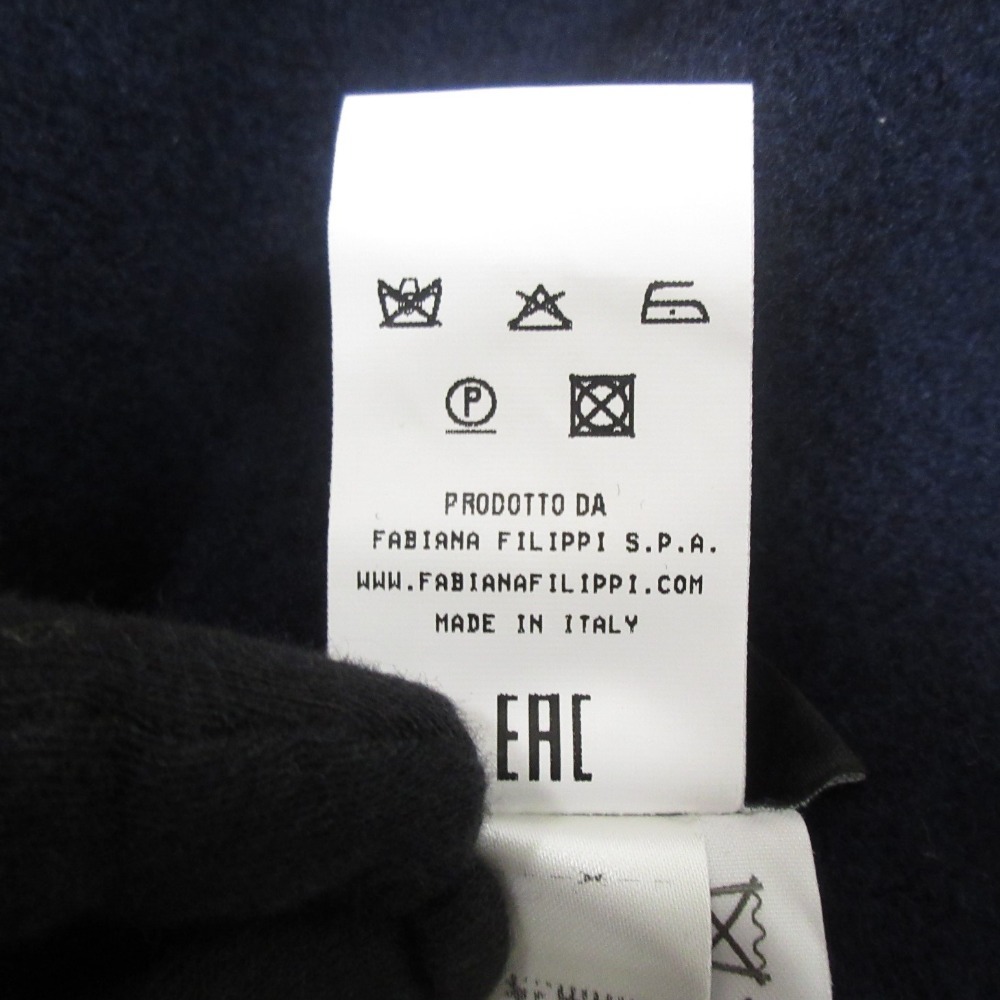 P
PRODOTTO DA
FABIANA FILIPPI S.P.A.
WWW.FABIANAFILIPPI.COM
MADE IN ITALY
EAC